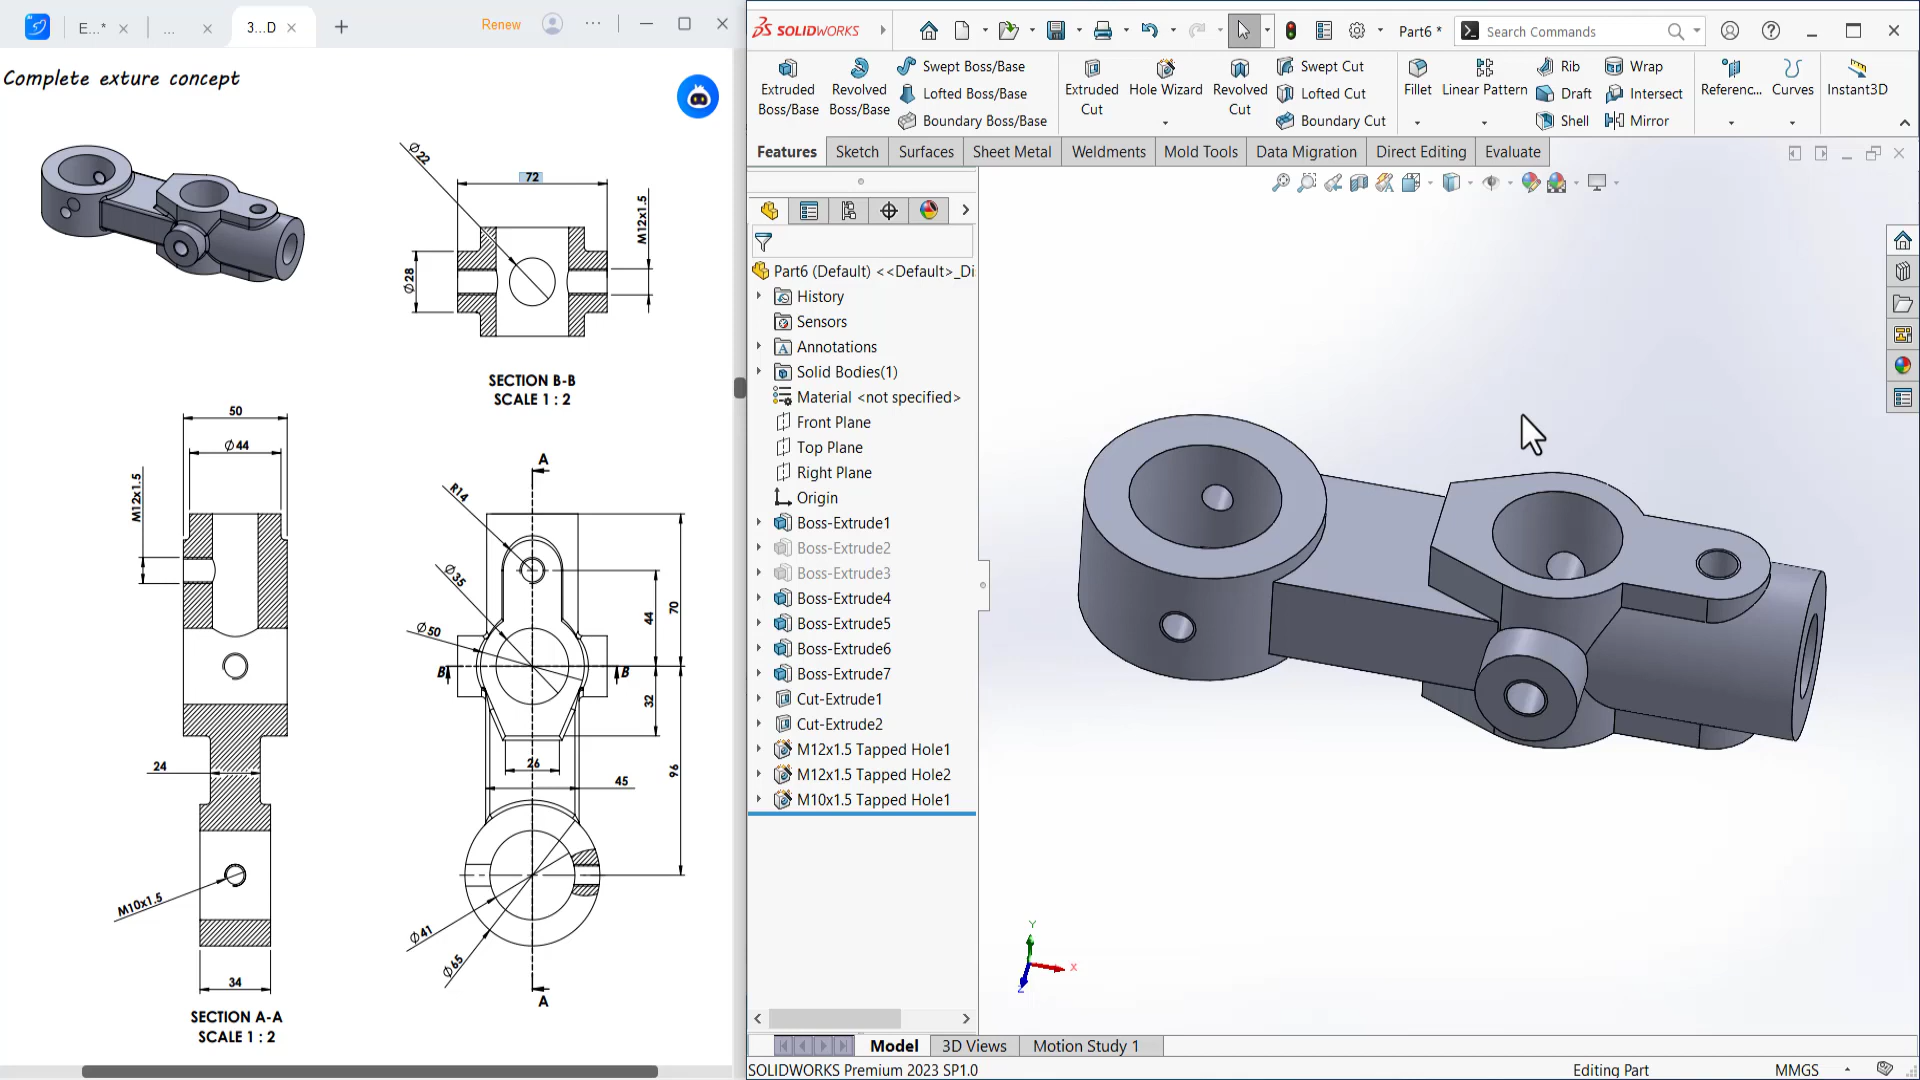 E...*
...
3...D
Renew
Complete exture concept
Ø22
72
M12x1.5
Ø28
SECTION B-B
SCALE 1 : 2
50
Ø44
M12x1.5
24
M10x1.5
34
SECTION A-A
SCALE 1 : 2
A
R14
Ø35
Ø50
B
B
44
70
32
96
26
45
Ø41
Ø65
A
SOLIDWORKS
Part6 *
Search Commands
Extruded Boss/Base
Revolved Boss/Base
Swept Boss/Base
Lofted Boss/Base
Boundary Boss/Base
Extruded Cut
Hole Wizard
Revolved Cut
Swept Cut
Lofted Cut
Boundary Cut
Fillet
Linear Pattern
Rib
Draft
Shell
Wrap
Intersect
Mirror
Referenc...
Curves
Instant3D
Features
Sketch
Surfaces
Sheet Metal
Weldments
Mold Tools
Data Migration
Direct Editing
Evaluate
Part6 (Default) <<Default>_Di
History
Sensors
Annotations
Solid Bodies(1)
Material <not specified>
Front Plane
Top Plane
Right Plane
Origin
Boss-Extrude1
Boss-Extrude2
Boss-Extrude3
Boss-Extrude4
Boss-Extrude5
Boss-Extrude6
Boss-Extrude7
Cut-Extrude1
Cut-Extrude2
M12x1.5 Tapped Hole1
M12x1.5 Tapped Hole2
M10x1.5 Tapped Hole1
Y
X
Z
Model
3D Views
Motion Study 1
SOLIDWORKS Premium 2023 SP1.0
Editing Part
MMGS